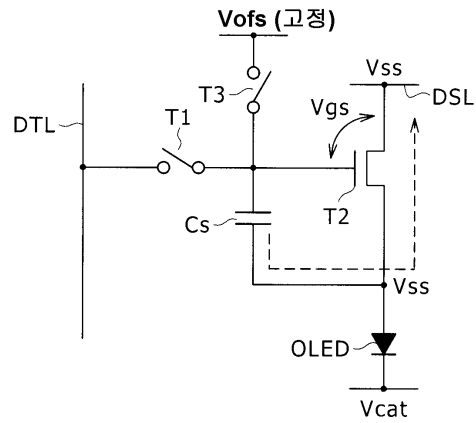 Vofs (고정)
Vss
T3
DSL
Vgs
DTL
T1
T2
Cs
Vss
OLED
Vcat